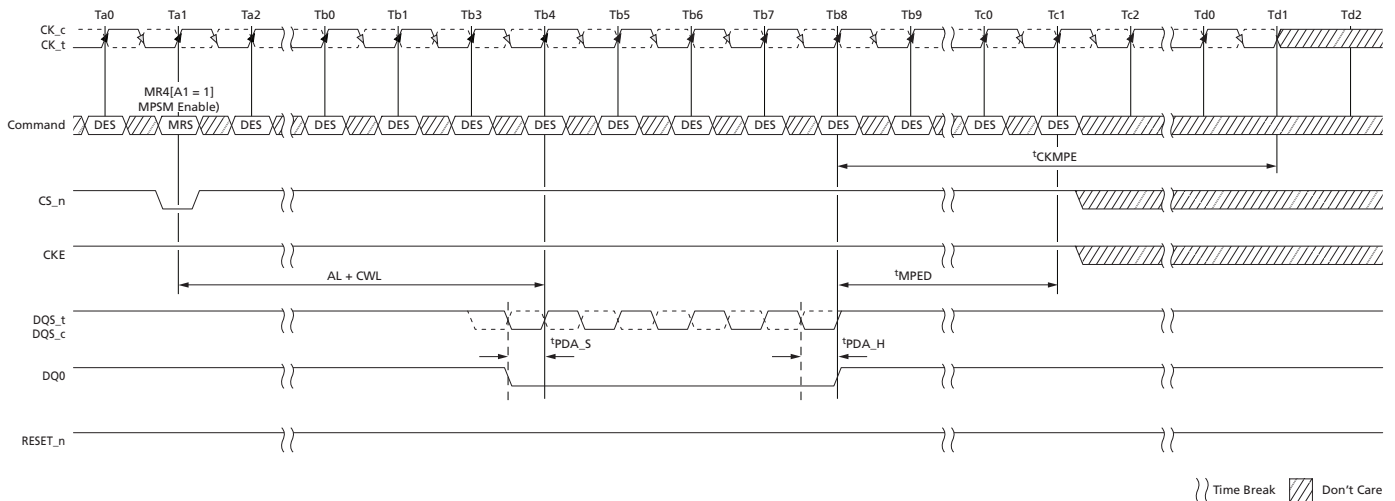 Ta0 Ta1 Ta2 Tb0 Tb1 Tb3 Tb4 Tb5 Tb6 Tb7 Tb8 Tb9 Tc0 Tc1 Tc2 Td0 Td1 Td2
CK_c
CK_t
MR4[A1 = 1]
MPSM Enable)
Command DES MRS DES DES DES DES DES DES DES DES DES DES DES DES
tCKMPE
CS_n
CKE
AL + CWL tMPED
DQS_t
DQS_c
tPDA_S tPDA_H
DQ0
RESET_n
Time Break Don't Care